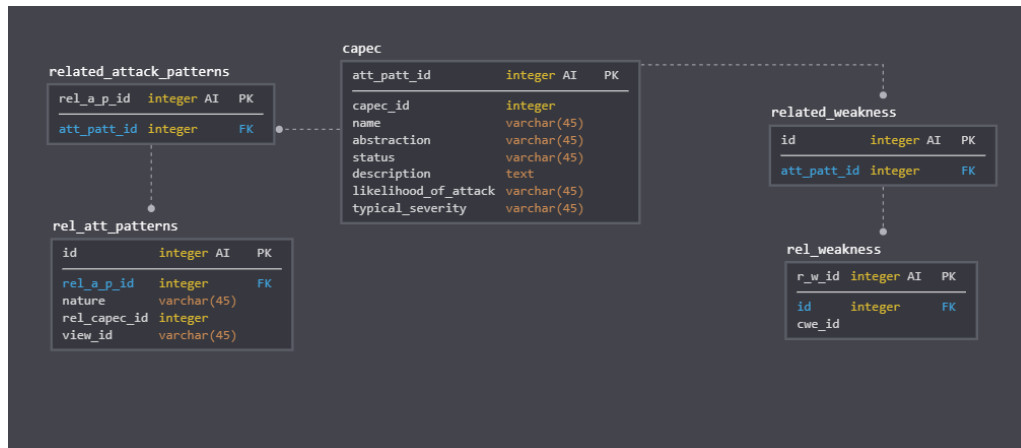 capec
att_patt_id integer AI PK
capec_id integer
name varchar(45)
abstraction varchar(45)
status varchar(45)
description text
likelihood_of_attack varchar(45)
typical_severity varchar(45)
related_attack_patterns
rel_a_p_id integer AI PK
att_patt_id integer FK
rel_att_patterns
id integer AI PK
rel_a_p_id integer FK
nature varchar(45)
rel_capec_id integer
view_id varchar(45)
related_weakness
id integer AI PK
att_patt_id integer FK
rel_weakness
r_w_id integer AI PK
id integer FK
cwe_id